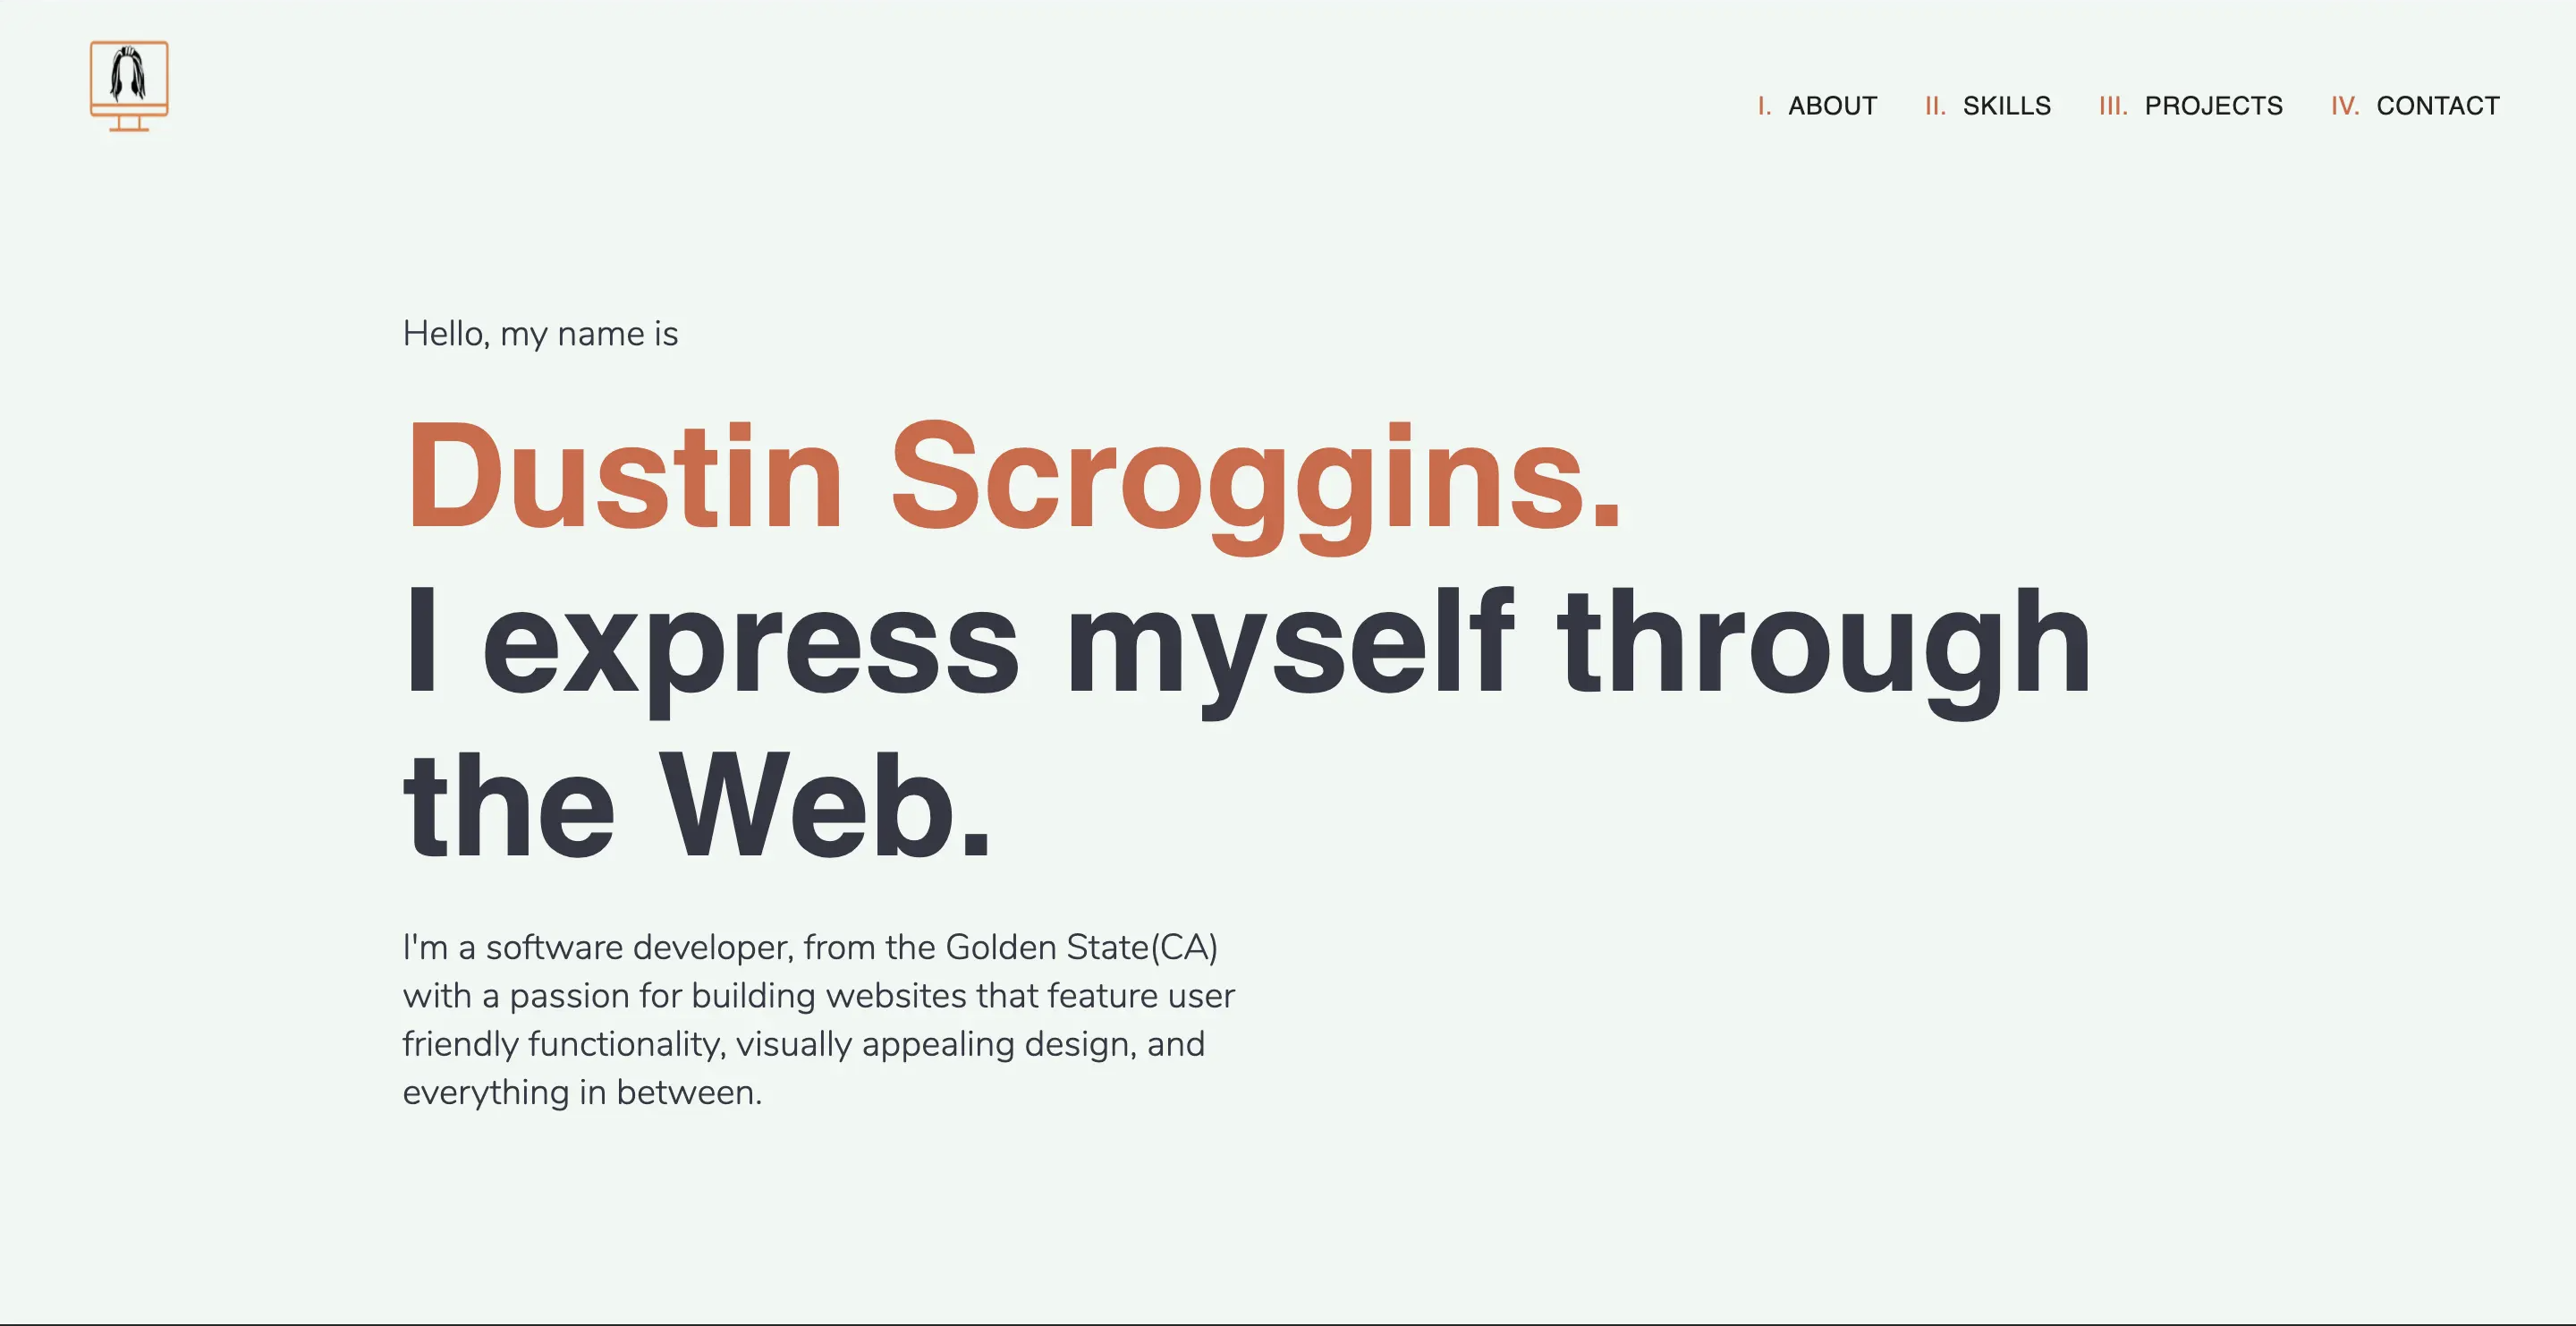 I. ABOUT II. SKILLS III. PROJECTS IV. CONTACT
Hello, my name is
Dustin Scroggins.
I express myself through
the Web.
I'm a software developer, from the Golden State(CA)
with a passion for building websites that feature user
friendly functionality, visually appealing design, and
everything in between.